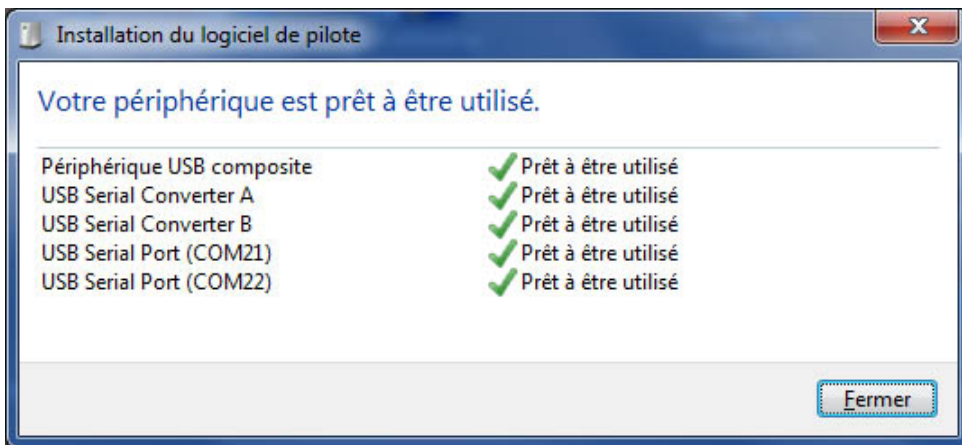 Installation du logiciel de pilote
Votre périphérique est prêt à être utilisé.
Périphérique USB composite Prêt à être utilisé
USB Serial Converter A Prêt à être utilisé
USB Serial Converter B Prêt à être utilisé
USB Serial Port (COM21) Prêt à être utilisé
USB Serial Port (COM22) Prêt à être utilisé
Fermer